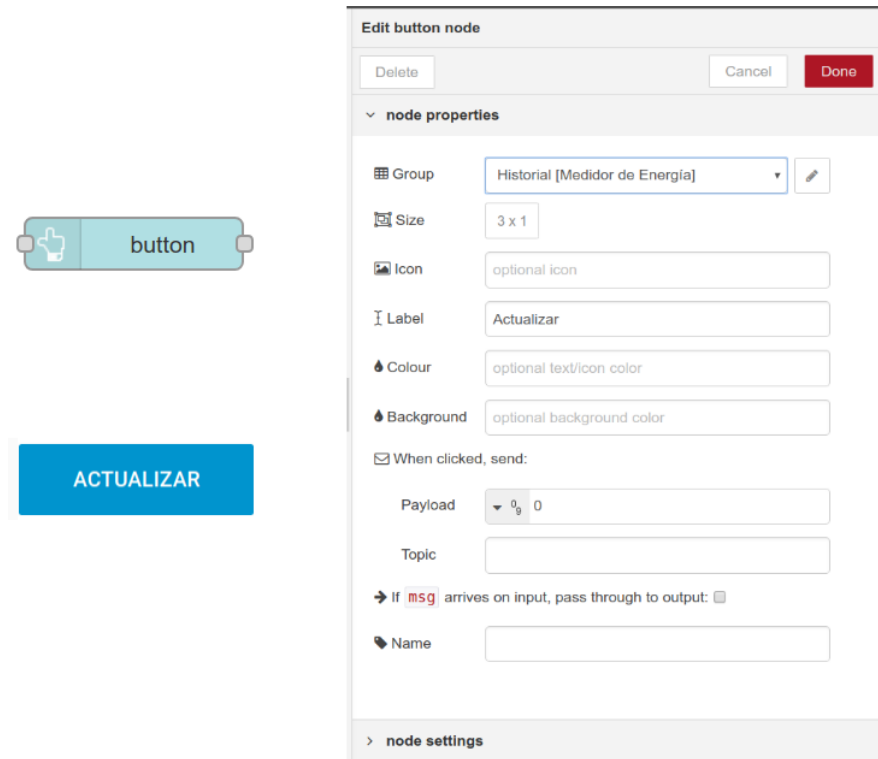 button
ACTUALIZAR
Edit button node
Delete Cancel Done
node properties
Group Historial [Medidor de Energía]
Size 3 x 1
Icon optional icon
Label Actualizar
Colour optional text/icon color
Background optional background color
When clicked, send:
Payload 0 9 0
Topic
If msg arrives on input, pass through to output:
Name
node settings